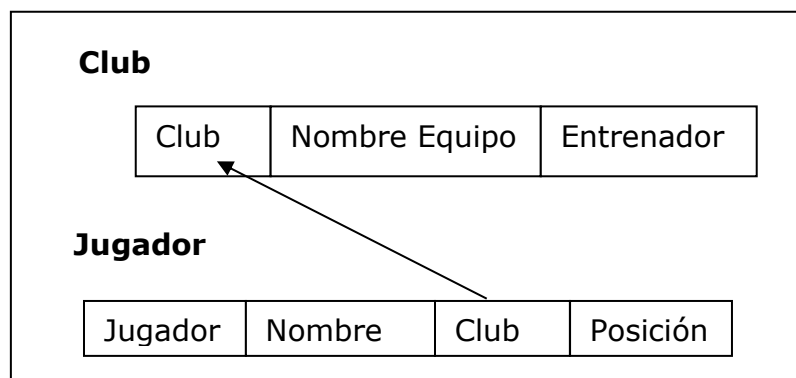 Club
Club Nombre Equipo Entrenador
Jugador
Jugador Nombre Club Posición